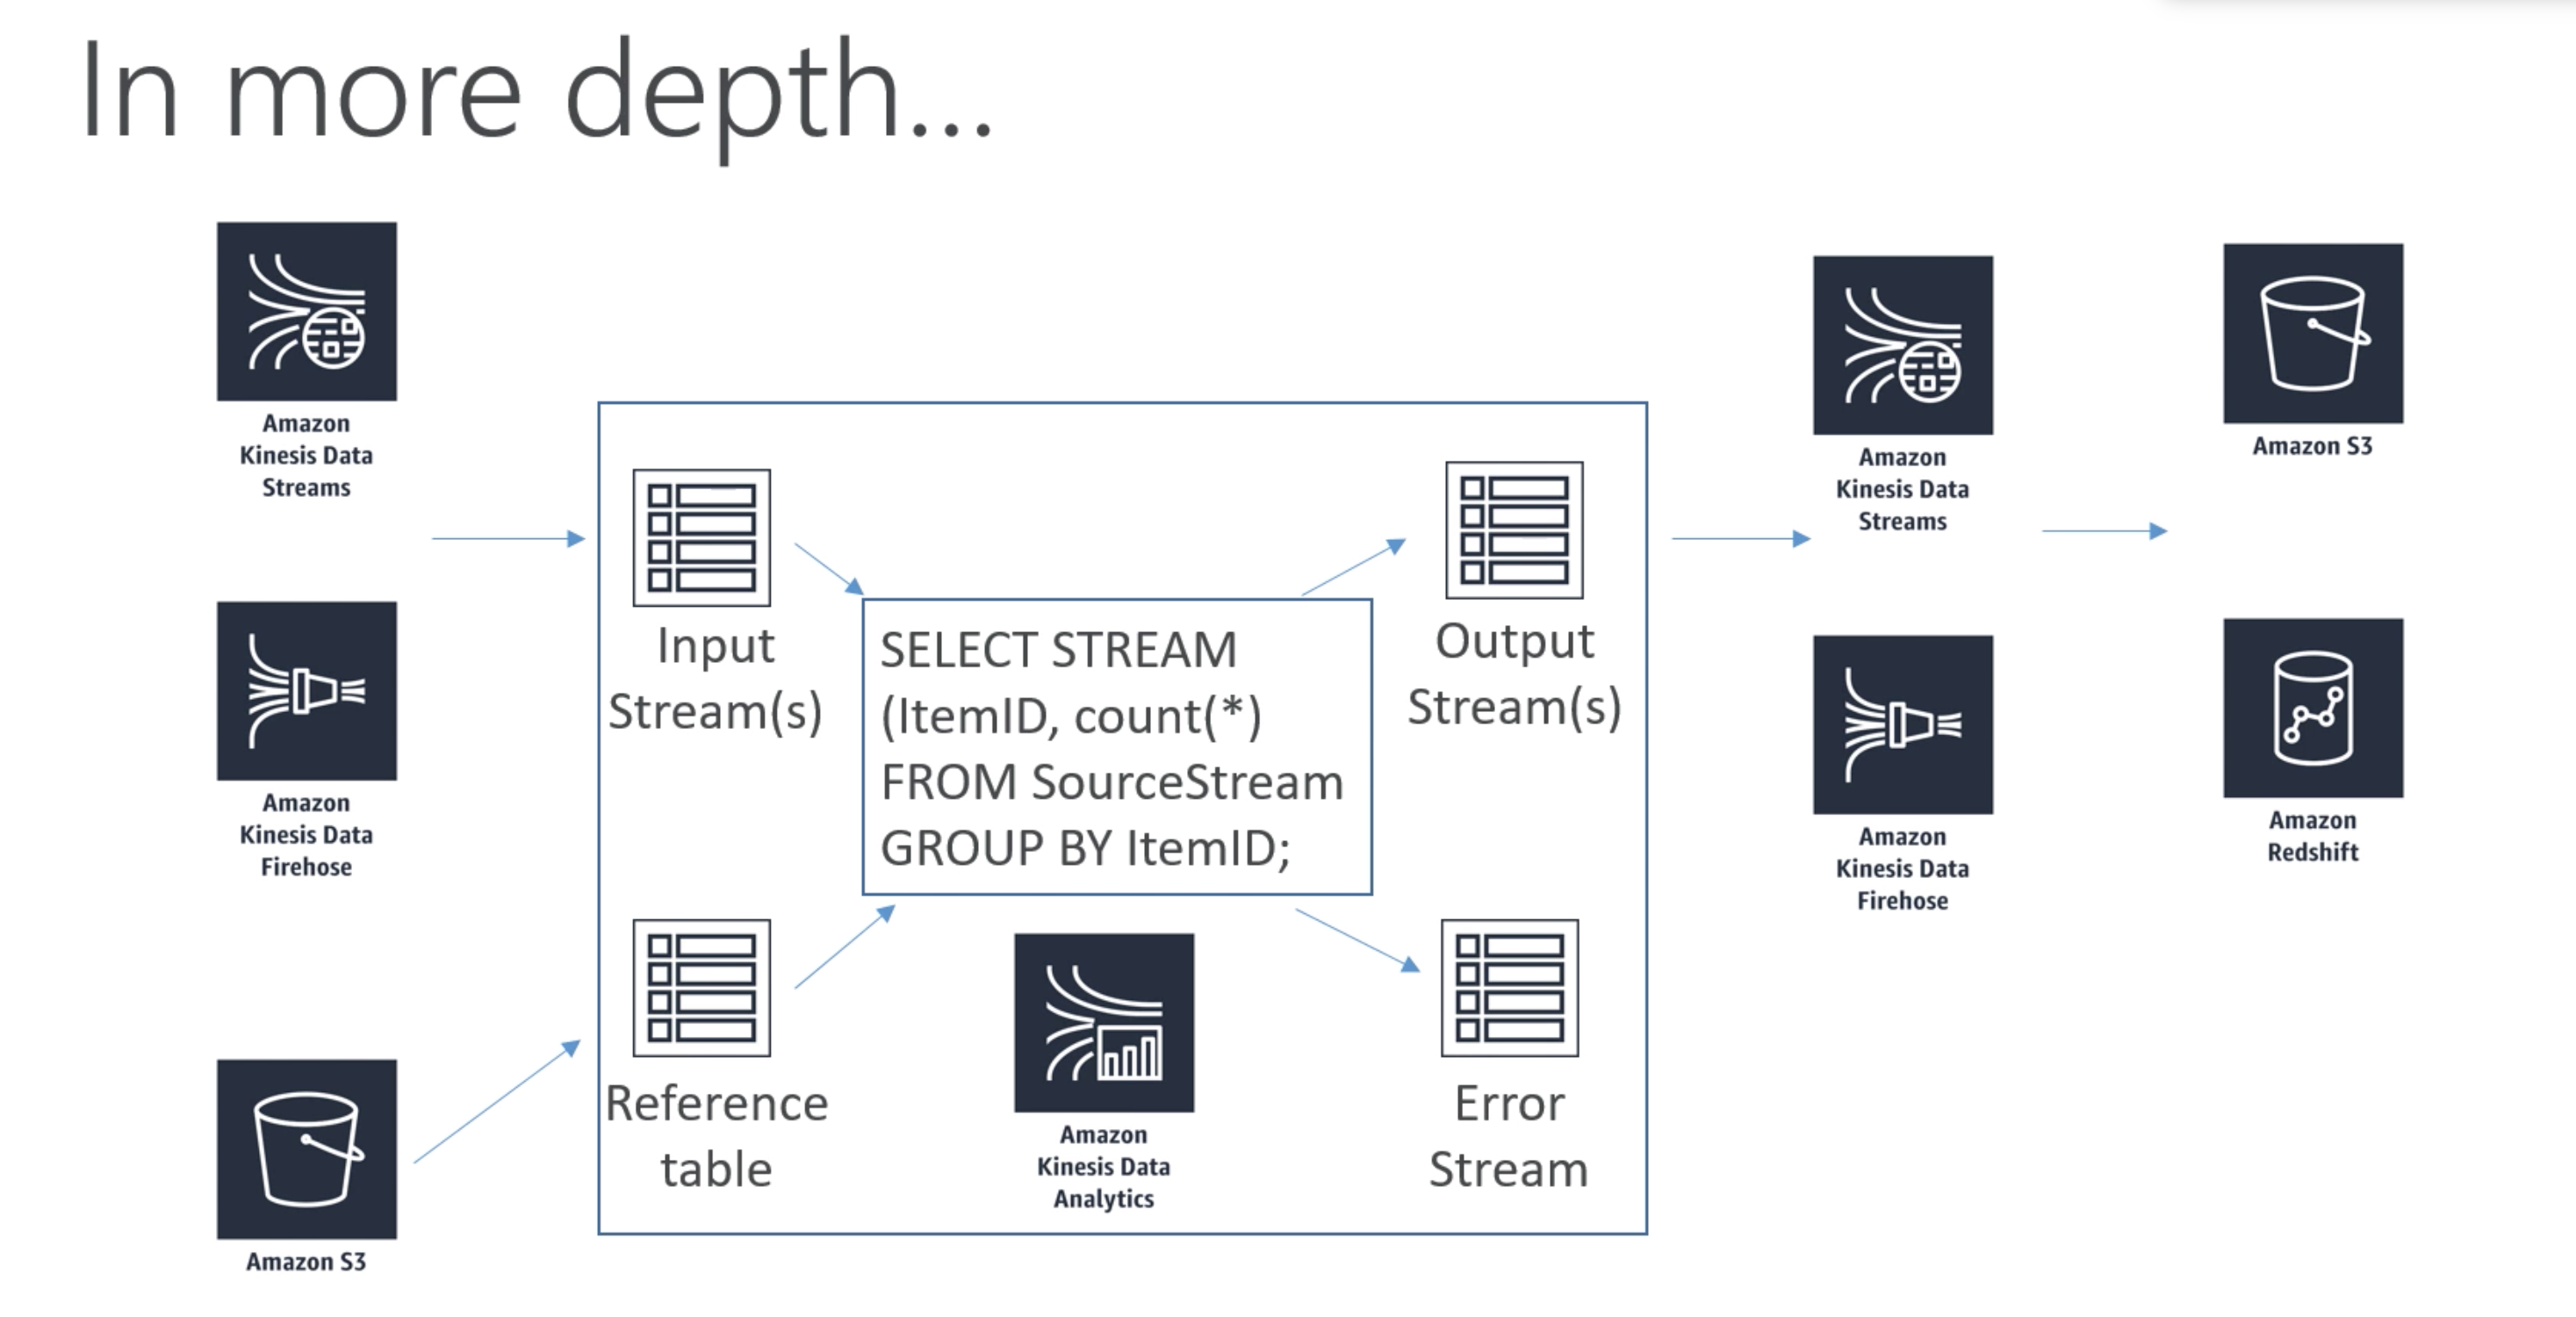 In more depth...
Amazon
Kinesis Data
Streams
Amazon
Kinesis Data
Firehose
Amazon S3
Input
Stream(s)
Reference
table
SELECT STREAM
(ItemID, count(*)
FROM SourceStream
GROUP BY ItemID;
Amazon
Kinesis Data
Analytics
Output
Stream(s)
Error
Stream
Amazon
Kinesis Data
Streams
Amazon
Kinesis Data
Firehose
Amazon S3
Amazon
Redshift